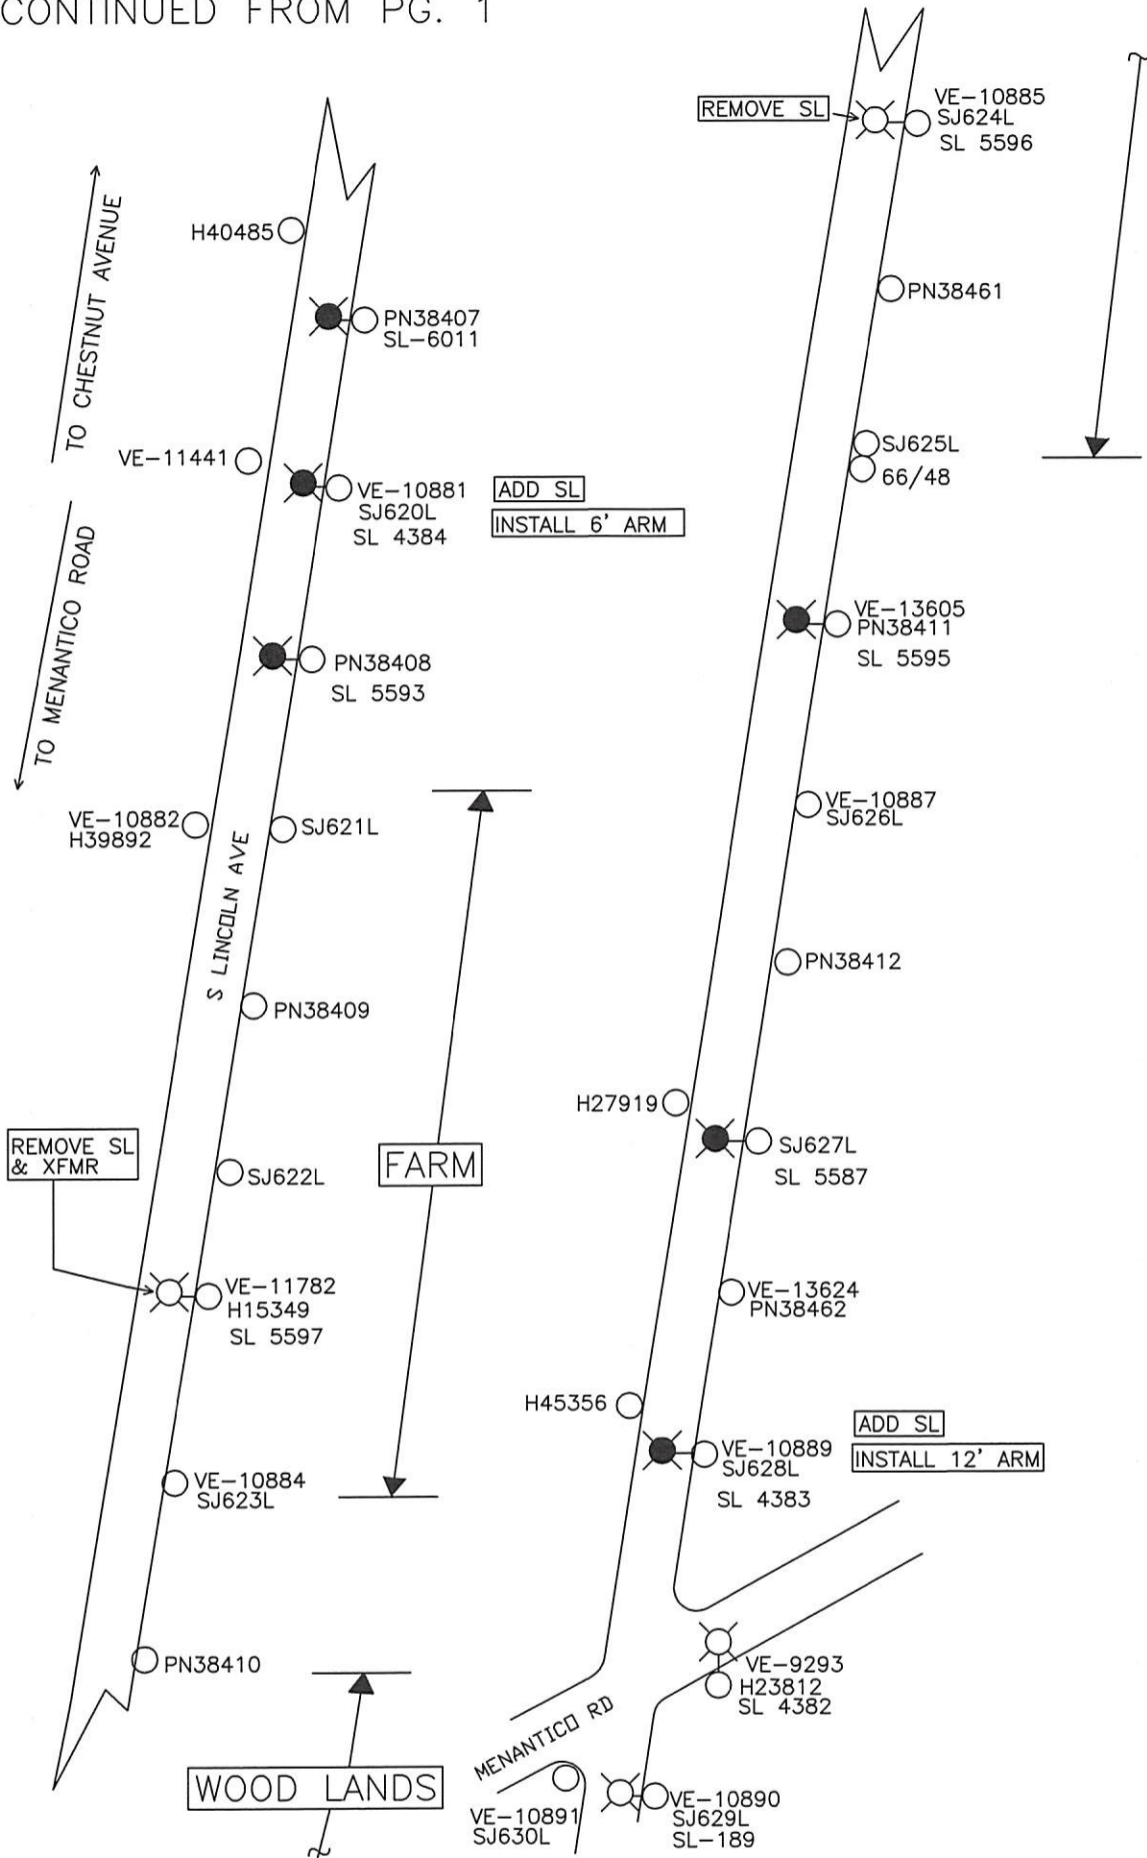 CONTINUED FROM PG. 1
TO CHESTNUT AVENUE
TO MENANTICO ROAD
H40485
PN38407
SL-6011
VE-11441
VE-10881
SJ620L
SL 4384
ADD SL
INSTALL 6' ARM
PN38408
SL 5593
VE-10882
H39892
SJ621L
S LINCOLN AVE
PN38409
REMOVE SL
& XFMR
SJ622L
FARM
VE-11782
H15349
SL 5597
VE-10884
SJ623L
PN38410
WOOD LANDS
REMOVE SL
VE-10885
SJ624L
SL 5596
PN38461
SJ625L
66/48
VE-13605
PN38411
SL 5595
VE-10887
SJ626L
PN38412
H27919
SJ627L
SL 5587
VE-13624
PN38462
H45356
VE-10889
SJ628L
SL 4383
ADD SL
INSTALL 12' ARM
VE-9293
H23812
SL 4382
MENANTICO RD
VE-10891
SJ630L
VE-10890
SJ629L
SL-189